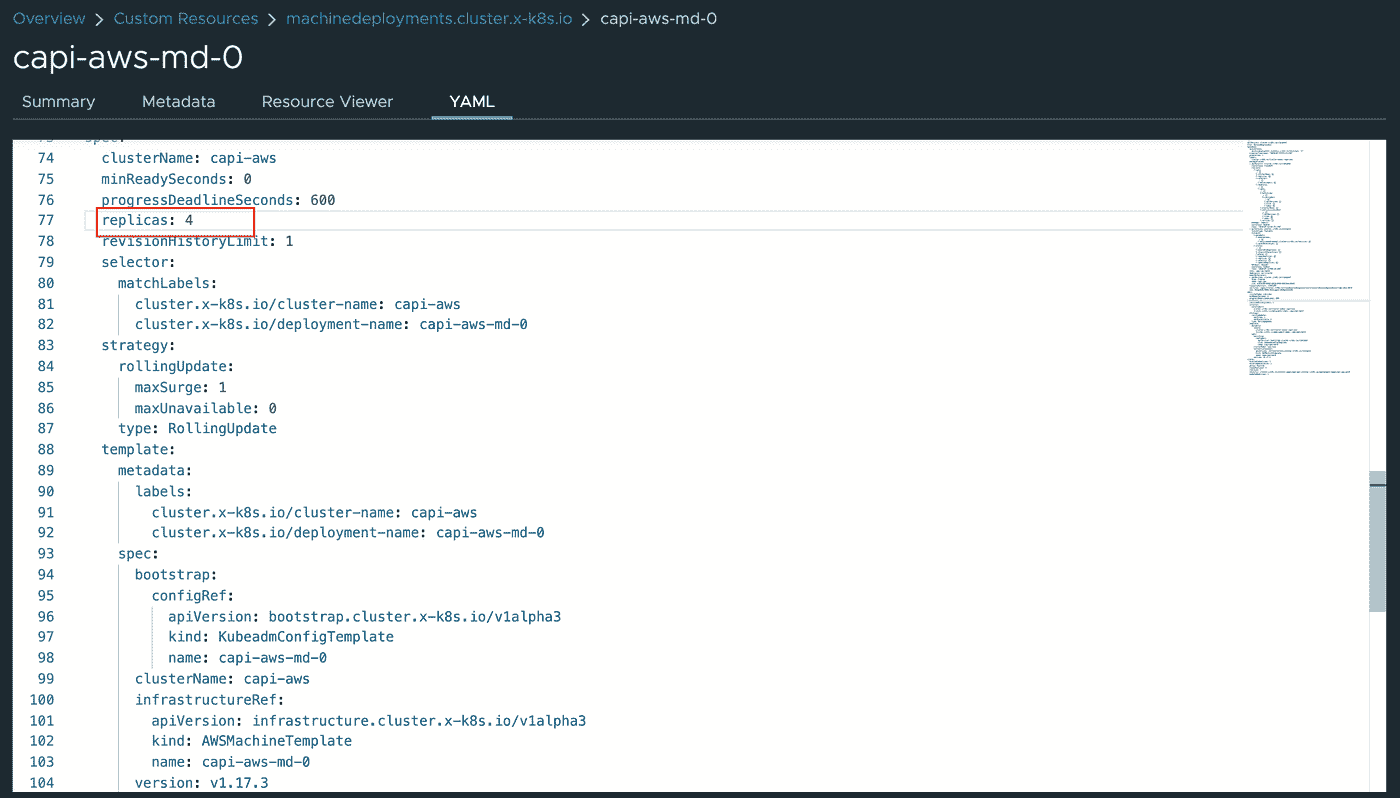 Overview > Custom Resources > machinedeployments.cluster.x-k8s.io > capi-aws-md-0
capi-aws-md-0
Summary Metadata Resource Viewer YAML
73 spec:
74 clusterName: capi-aws
75 minReadySeconds: 0
76 progressDeadlineSeconds: 600
77 replicas: 4
78 revisionHistoryLimit: 1
79 selector:
80 matchLabels:
81 cluster.x-k8s.io/cluster-name: capi-aws
82 cluster.x-k8s.io/deployment-name: capi-aws-md-0
83 strategy:
84 rollingUpdate:
85 maxSurge: 1
86 maxUnavailable: 0
87 type: RollingUpdate
88 template:
89 metadata:
90 labels:
91 cluster.x-k8s.io/cluster-name: capi-aws
92 cluster.x-k8s.io/deployment-name: capi-aws-md-0
93 spec:
94 bootstrap:
95 configRef:
96 apiVersion: bootstrap.cluster.x-k8s.io/v1alpha3
97 kind: KubeadmConfigTemplate
98 name: capi-aws-md-0
99 clusterName: capi-aws
100 infrastructureRef:
101 apiVersion: infrastructure.cluster.x-k8s.io/v1alpha3
102 kind: AWSMachineTemplate
103 name: capi-aws-md-0
104 version: v1.17.3